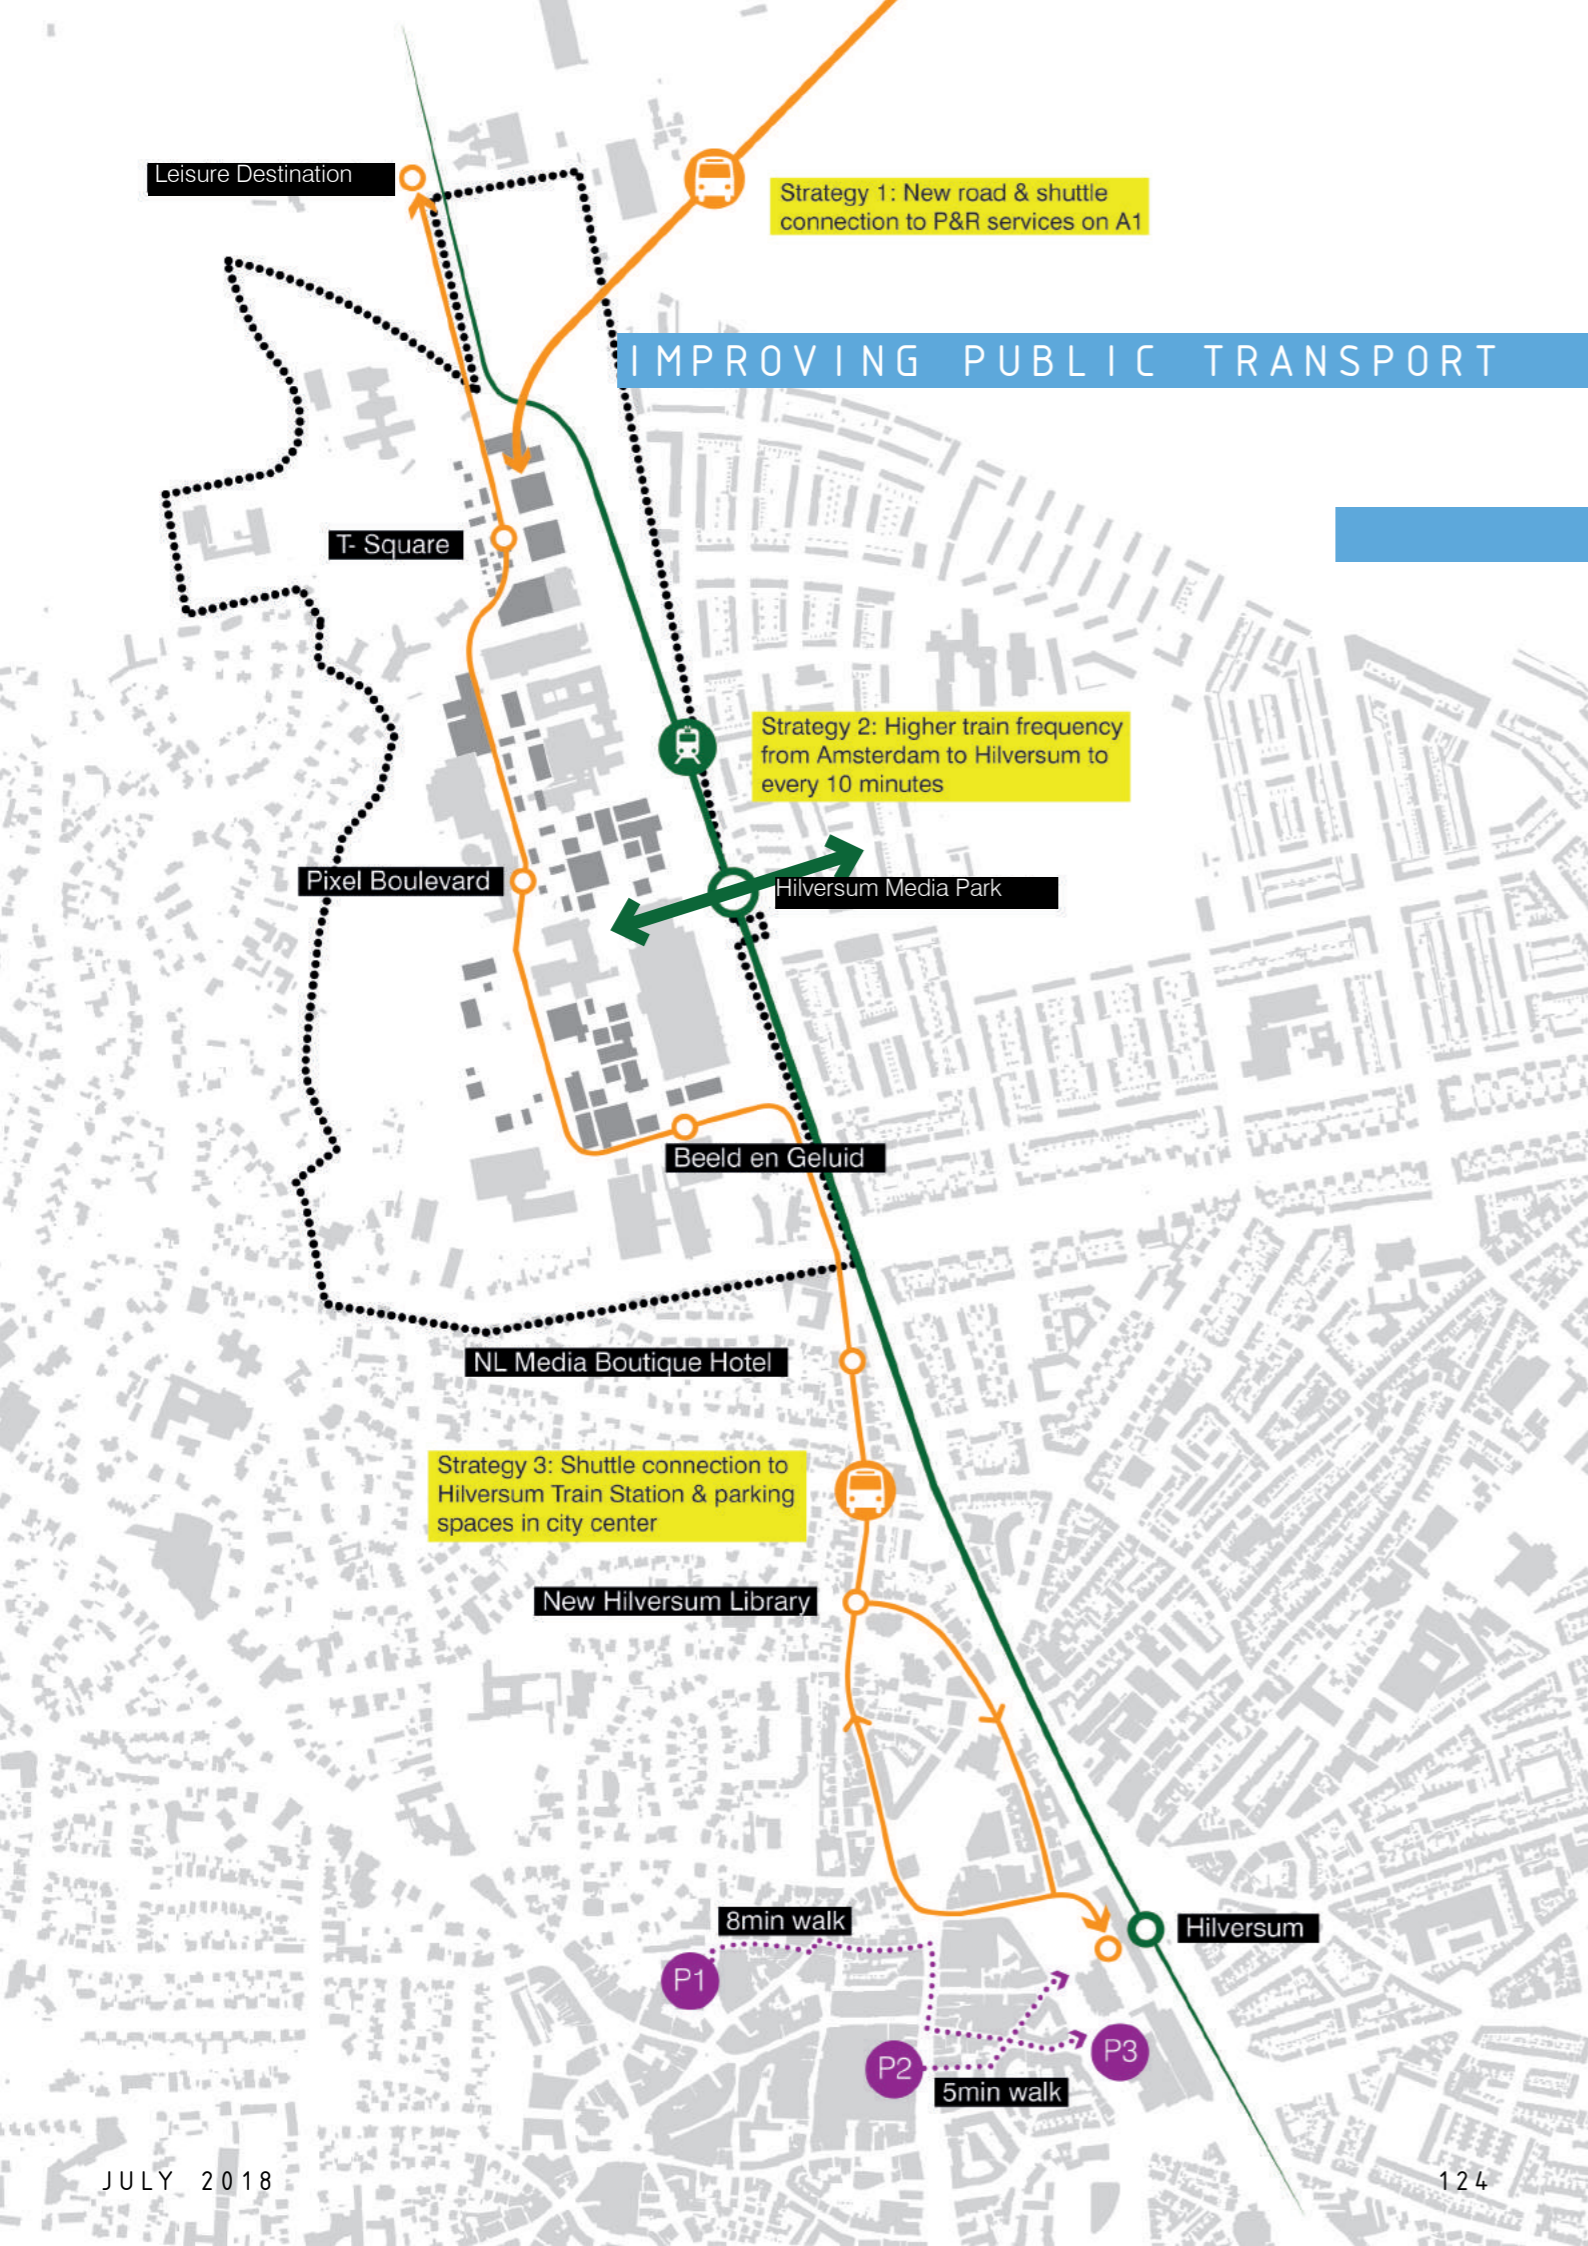 Leisure Destination
Strategy 1: New road & shuttle
connection to P&R services on A1
IMPROVING PUBLIC TRANSPORT
T- Square
Strategy 2: Higher train frequency
from Amsterdam to Hilversum to
every 10 minutes
Pixel Boulevard
Hilversum Media Park
Beeld en Geluid
NL Media Boutique Hotel
Strategy 3: Shuttle connection to
Hilversum Train Station & parking
spaces in city center
New Hilversum Library
8min walk
Hilversum
P1
P2
P3
5min walk
JULY 2018
124